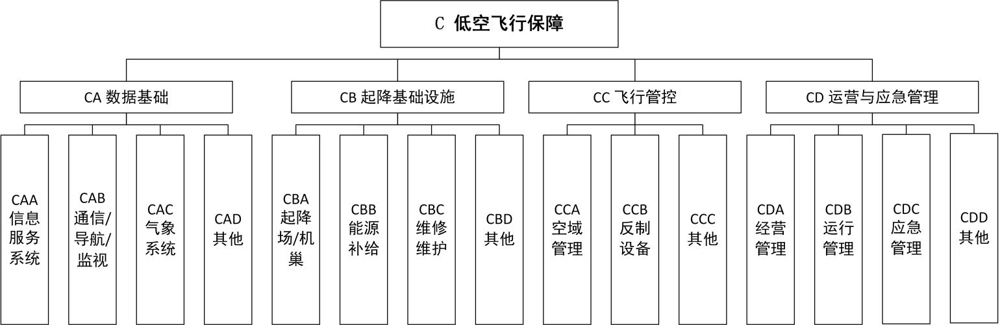 C 低空飞行保障
CA 数据基础
CB 起降基础设施
CC 飞行管控
CD 运营与应急管理
CAA
信息
服务
系统
CAB
通信/
导航/
监视
CAC
气象
系统
CAD
其他
CBA
起降
场/机
巢
CBB
能源
补给
CBC
维修
维护
CBD
其他
CCA
空域
管理
CCB
反制
设备
CCC
其他
CDA
经营
管理
CDB
运行
管理
CDC
应急
管理
CDD
其他